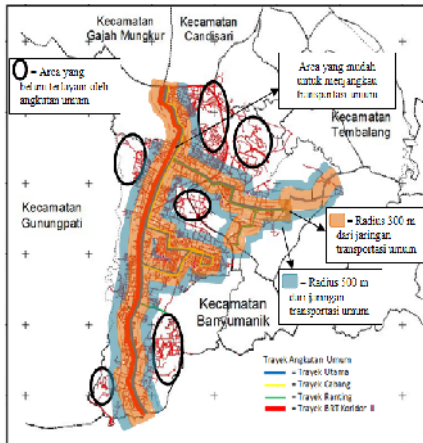 Kecamatan
Gajah Mungkur
Kecamatan
Candisari
= Area yang
belum terlayam oleh
angkutan umum
Area yang mudah
untuk menjangkau
transportasi umum
Kecamatan
Tembalang
Kecamatan
Gunungpati
= Radius 300 m
dari jaringan
transportasi umum
= Radius 500 m
dari jaringan
transportasi umum
Kecamatan
Banyumanik
Trayek Angkutan Umum
= Trayek Utama
= Trayek Cabang
= Trayek Ranting
= Trayek BRT Koridor II